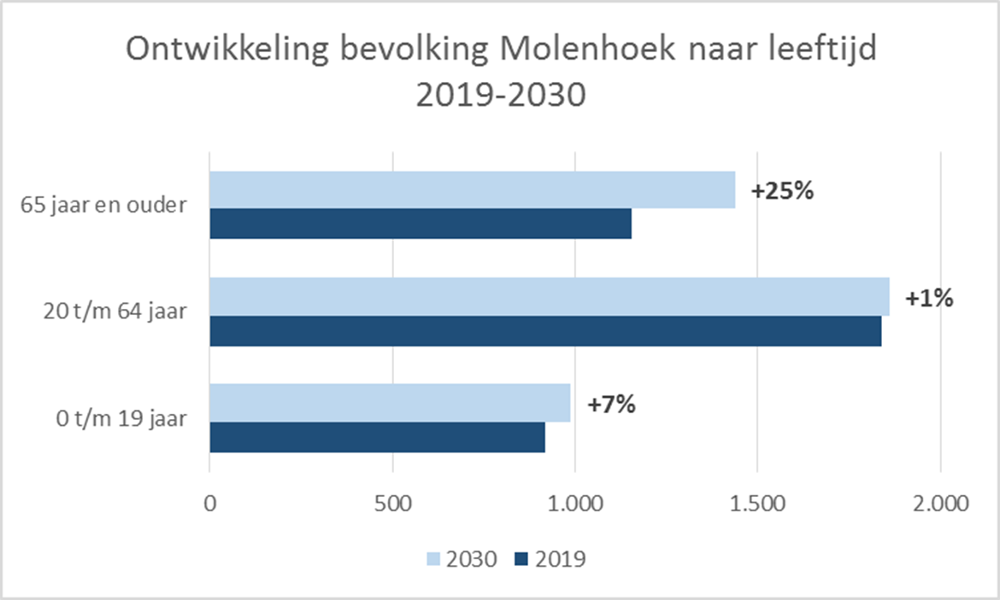 Ontwikkeling bevolking Molenhoek naar leeftijd
2019-2030
65 jaar en ouder
+25%
20 t/m 64 jaar
+1%
0 t/m 19 jaar
+7%
0 500 1.000 1.500 2.000
2030 2019